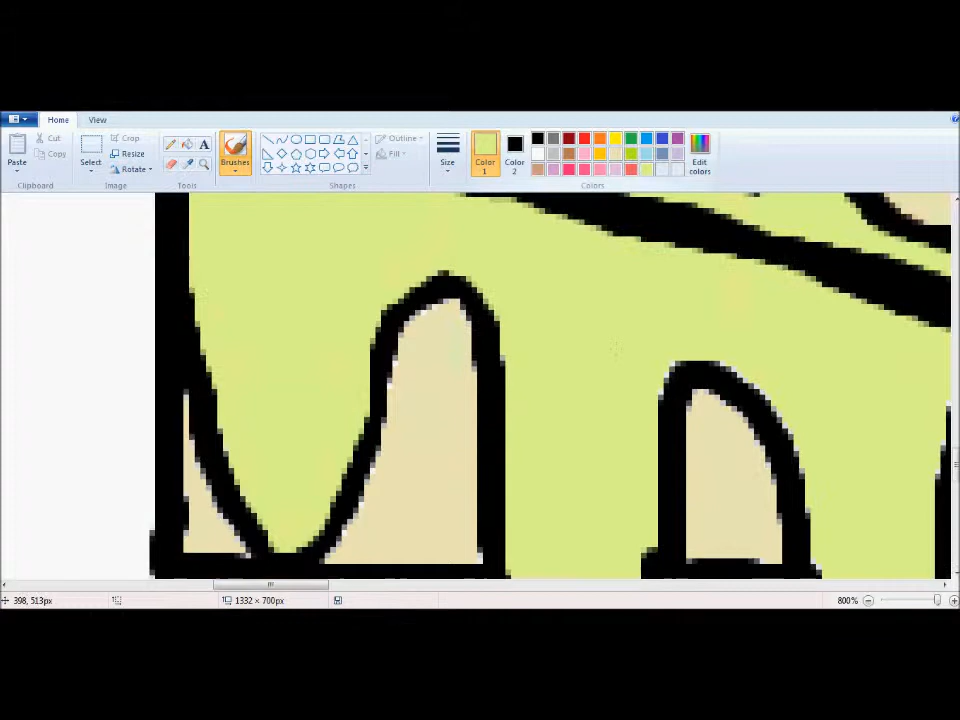 Home View
Cut
Copy
Paste
Clipboard
Select
Crop
Resize
Rotate
Image
A
Tools
Brushes
Outline
Fill
Shapes
Size
Color 1
Color 2
Edit colors
Colors
398, 513px
1332 × 700px
800%